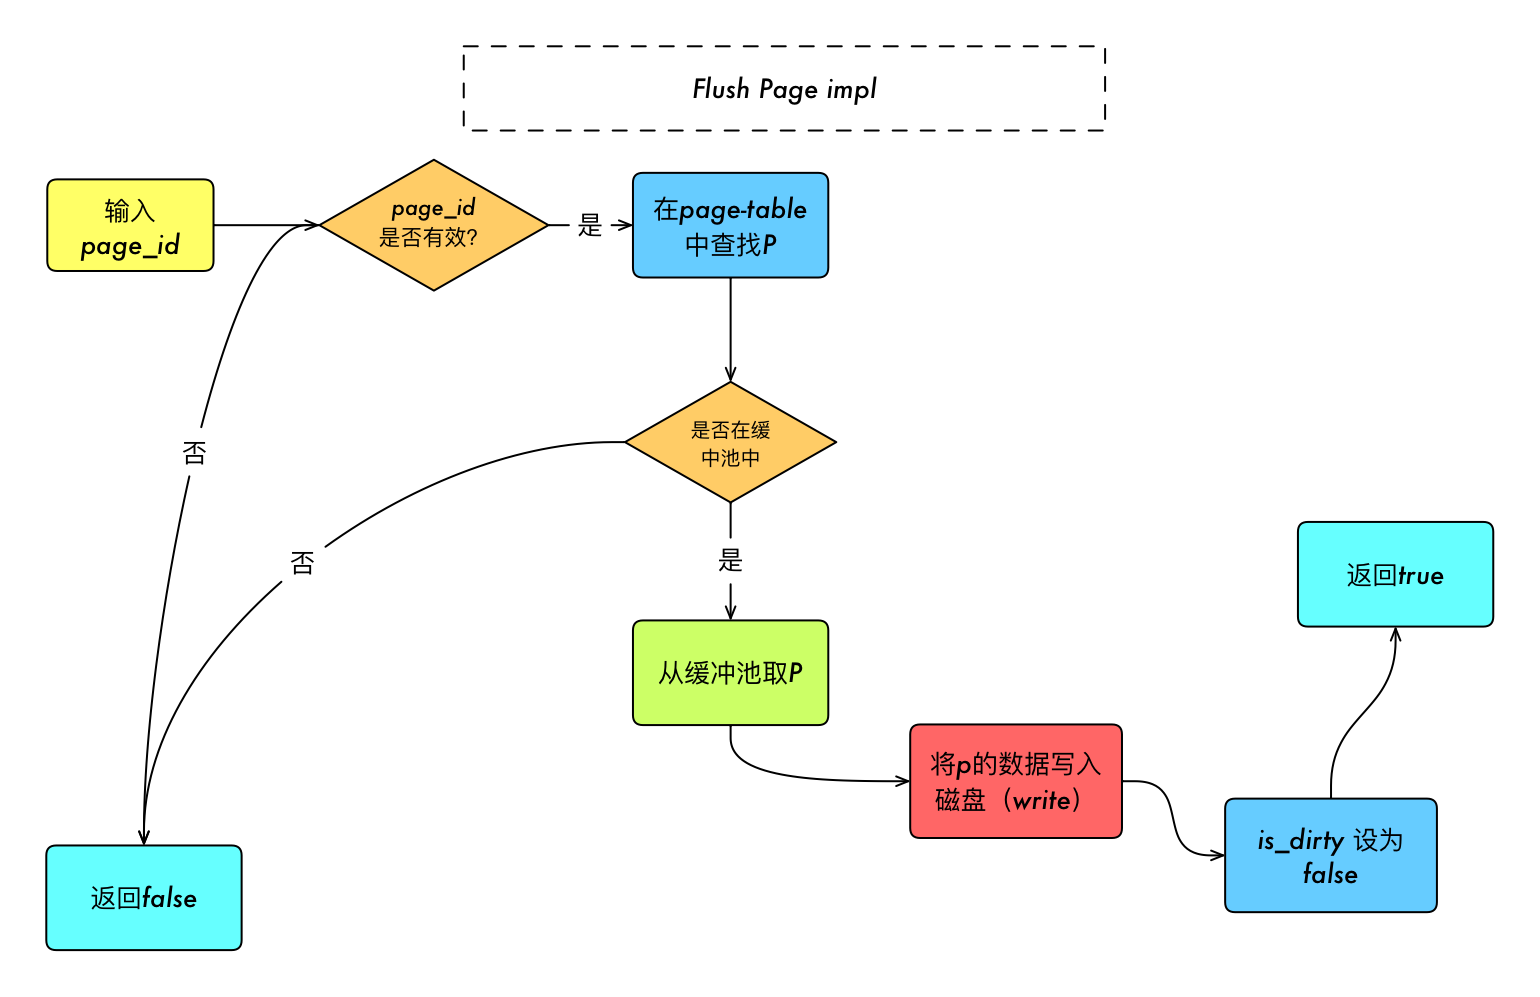 Flush Page impl
输入
page_id
page_id
是否有效?
是
在page-table
中查找P
否
是否在缓
中池中
否
是
从缓冲池取P
返回true
将p的数据写入
磁盘（write）
is_dirty 设为
false
返回false